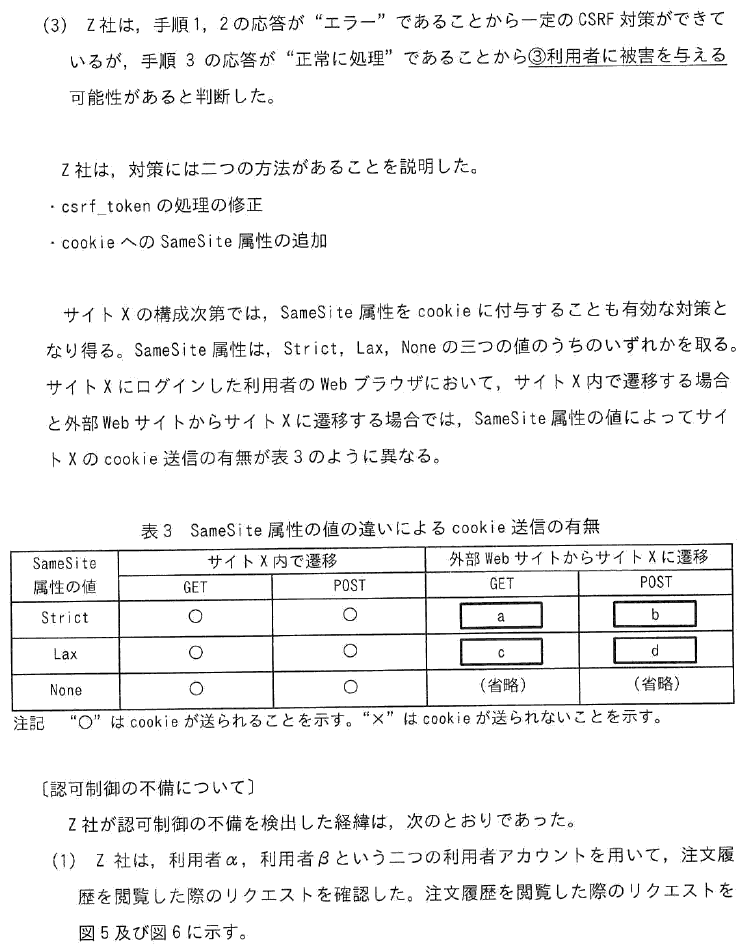 (3) Z社は，手順1，2の応答が“エラー”であることから一定のCSRF対策ができて
いるが，手順 3 の応答が“正常に処理”であることから③利用者に被害を与える
可能性があると判断した。
Z社は，対策には二つの方法があることを説明した。
・csrf_tokenの処理の修正
・cookieへのSameSite属性の追加
サイトXの構成次第では，SameSite属性をcookieに付与することも有効な対策と
なり得る。SameSite属性は，Strict，Lax，Noneの三つの値のうちのいずれかを取る。
サイトXにログインした利用者のWebブラウザにおいて，サイトX内で遷移する場合
と外部WebサイトからサイトXに遷移する場合では，SameSite属性の値によってサイ
トXのcookie送信の有無が表3のように異なる。
表3 SameSite属性の値の違いによるcookie送信の有無
SameSite属性の値 サイトX内で遷移 外部WebサイトからサイトXに遷移
GET POST GET POST
Strict ○ ○ a b
Lax ○ ○ c d
None ○ ○ (省略) (省略)
注記 “○”はcookieが送られることを示す。“×”はcookieが送られないことを示す。
〔認可制御の不備について〕
Z社が認可制御の不備を検出した経緯は，次のとおりであった。
(1) Z社は，利用者α，利用者βという二つの利用者アカウントを用いて，注文履
歴を閲覧した際のリクエストを確認した。注文履歴を閲覧した際のリクエストを
図5及び図6に示す。